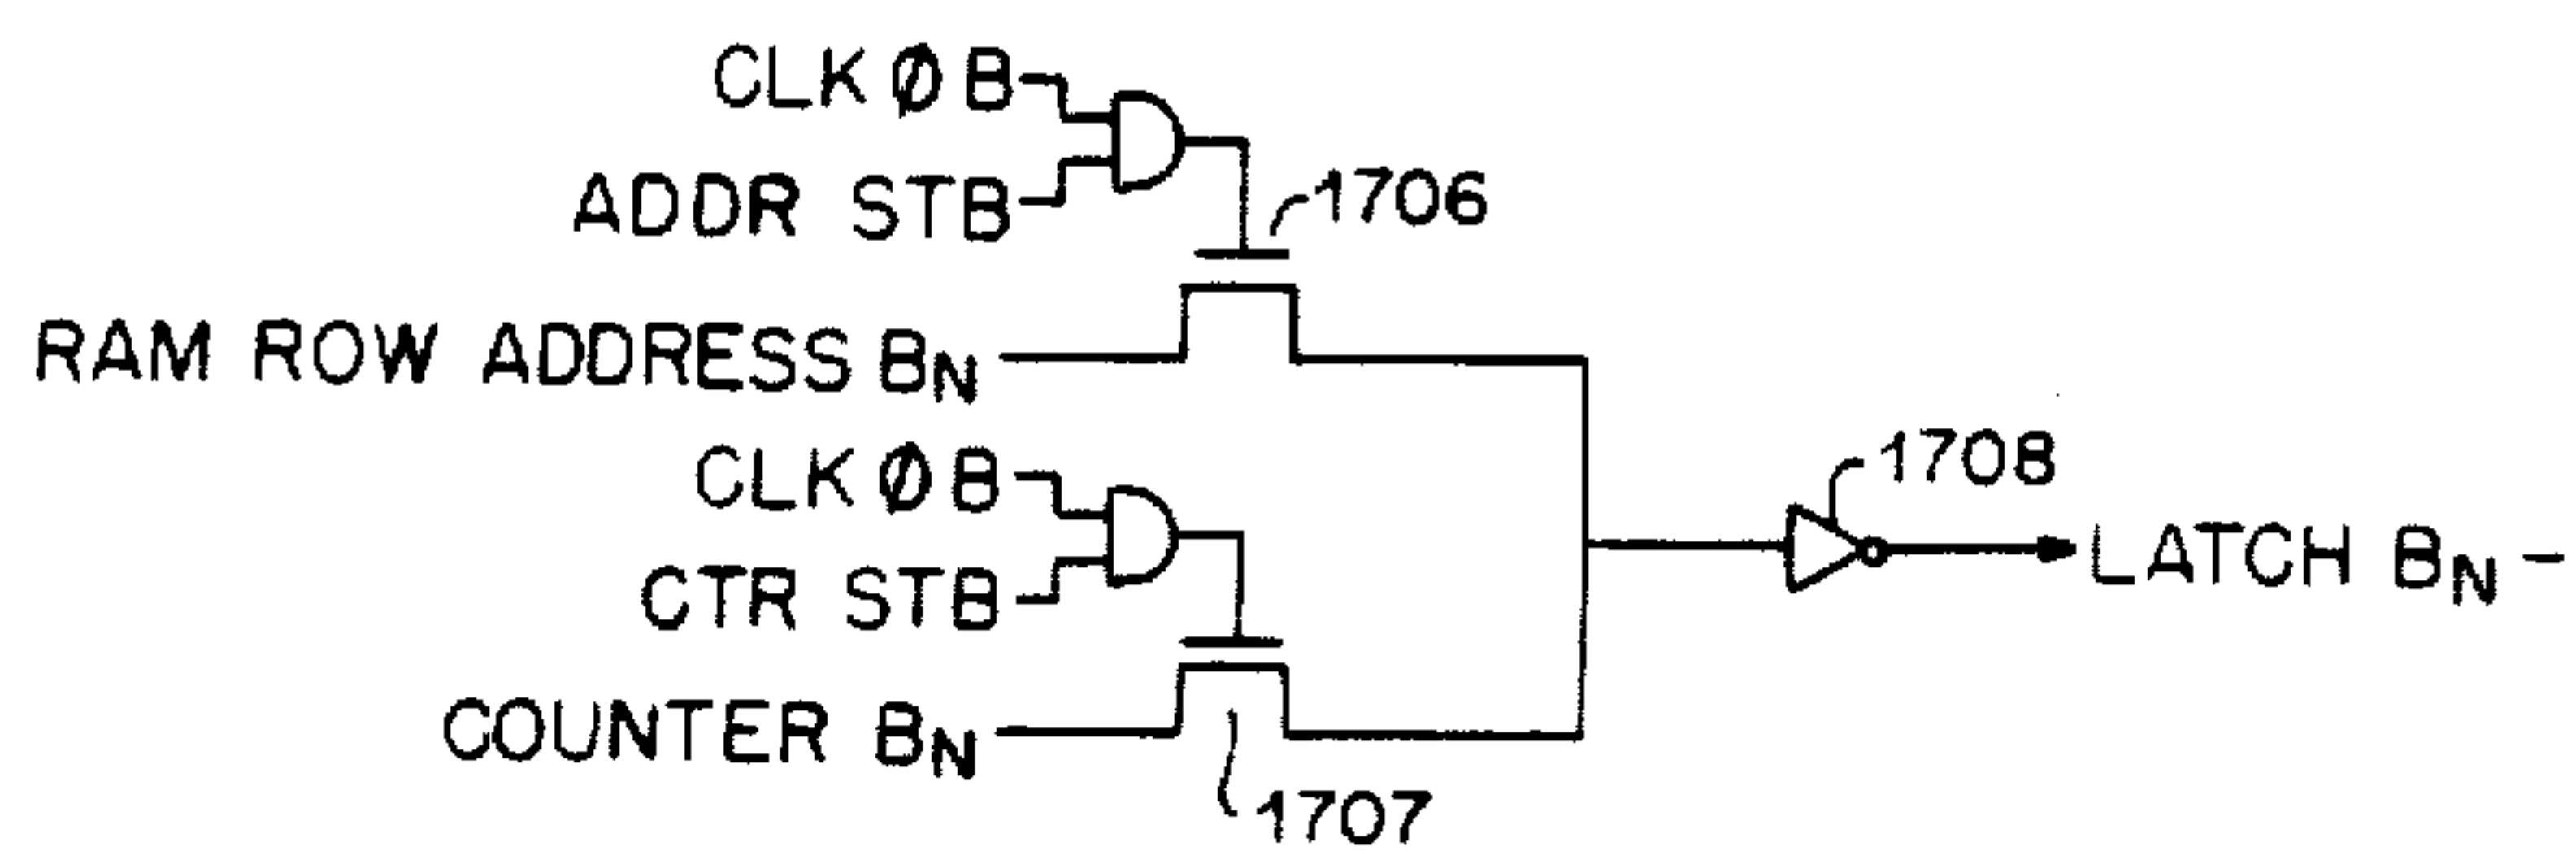 CLK ØB
ADDR STB
1706
RAM ROW ADDRESS BN
CLK ØB
1708
CTR STB
LATCH BN -
COUNTER BN
1707